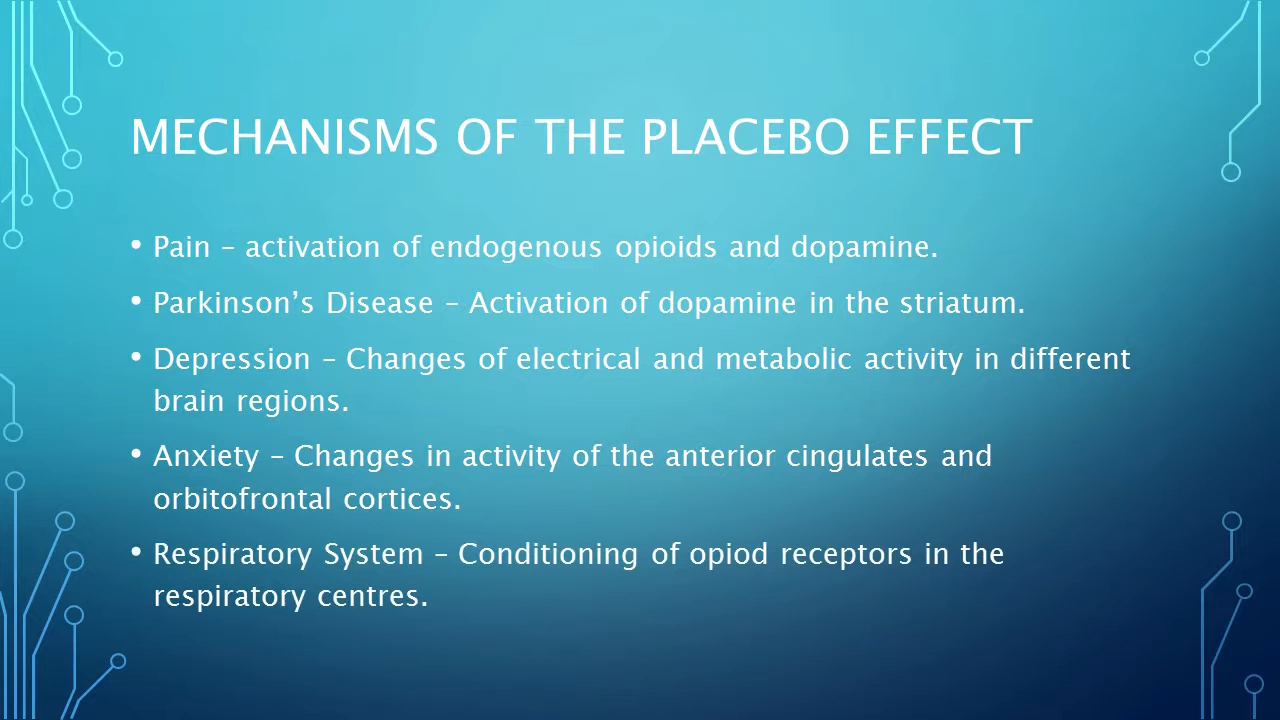 MECHANISMS OF THE PLACEBO EFFECT
• Pain – activation of endogenous opioids and dopamine.
• Parkinson’s Disease – Activation of dopamine in the striatum.
• Depression – Changes of electrical and metabolic activity in different
brain regions.
• Anxiety – Changes in activity of the anterior cingulates and
orbitofrontal cortices.
• Respiratory System – Conditioning of opiod receptors in the
respiratory centres.